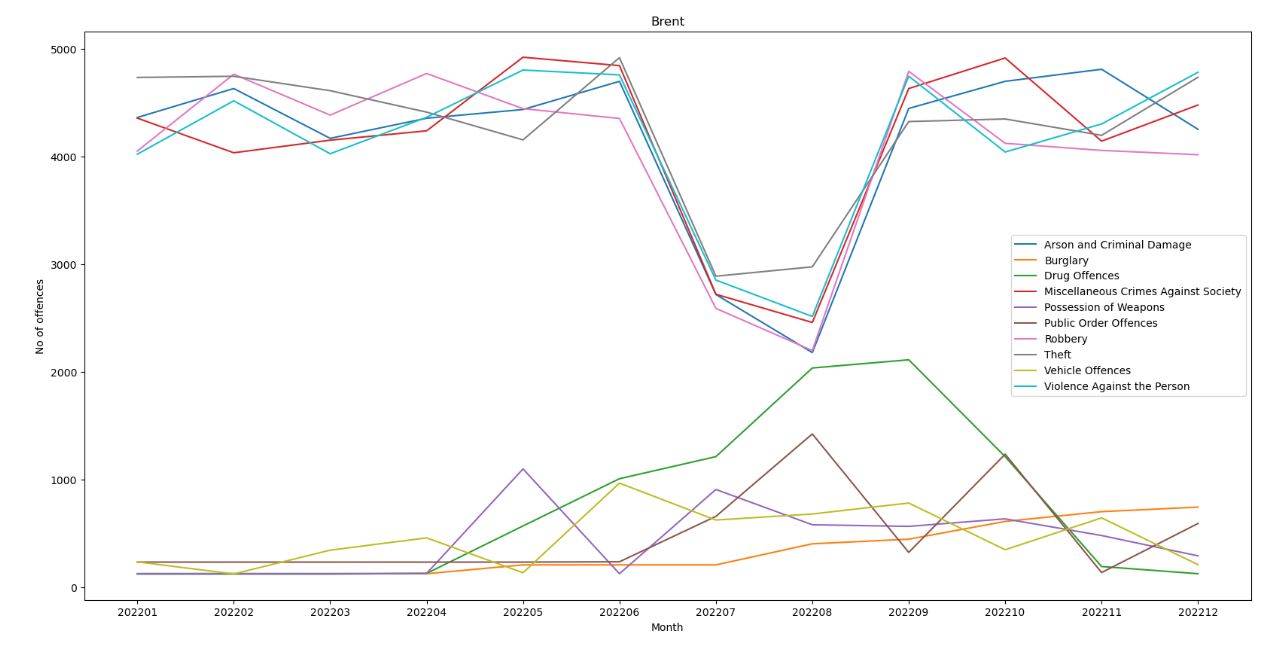 Brent
5000
4000
3000
2000
1000
0
No of offences
Arson and Criminal Damage
Burglary
Drug Offences
Miscellaneous Crimes Against Society
Possession of Weapons
Public Order Offences
Robbery
Theft
Vehicle Offences
Violence Against the Person
202201 202202 202203 202204 202205 202206 202207 202208 202209 202210 202211 202212
Month